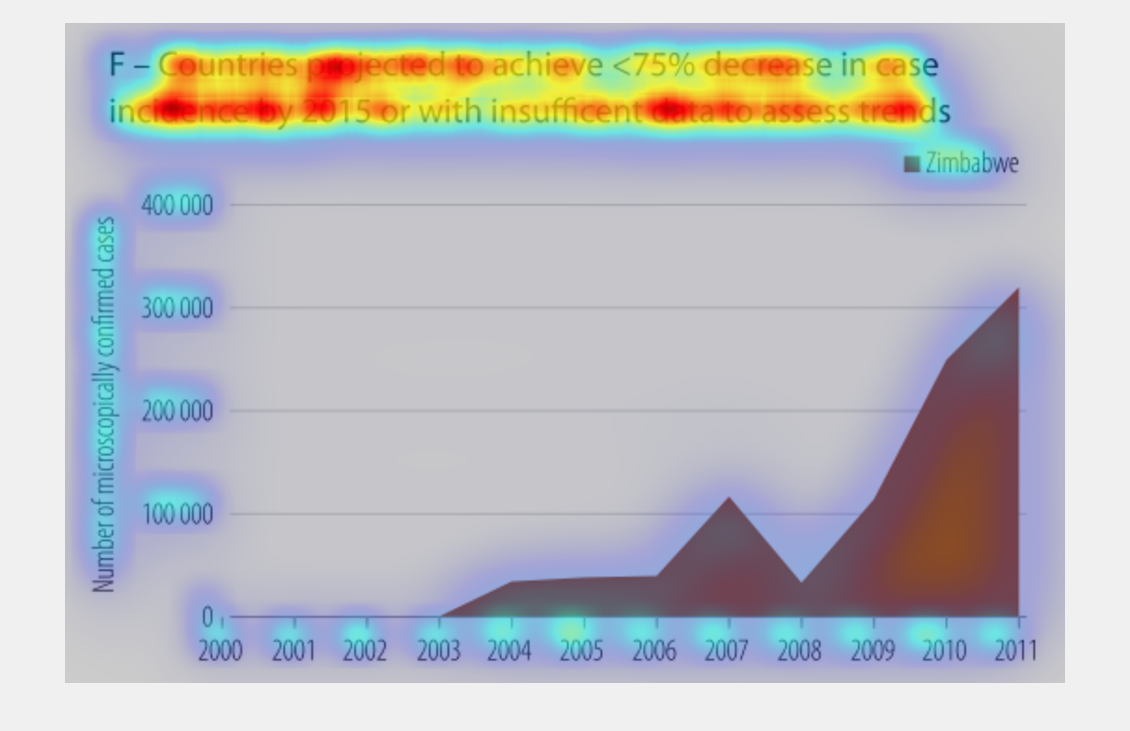 F – Countries projected to achieve <75% decrease in case
incidence by 2015 or with insufficent data to assess trends
Zimbabwe
400 000
300 000
200 000
100 000
0
Number of microscopically confirmed cases
2000 2001 2002 2003 2004 2005 2006 2007 2008 2009 2010 2011